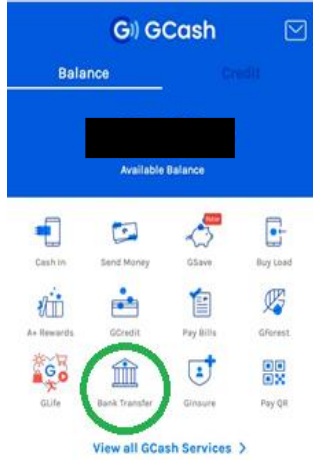 G)) GCash
Balance Credit
Available Balance
Cash In Send Money GSave Buy Load
A+ Rewards GCredit Pay Bills GForest
G
GLife Bank Transfer Ginsure Pay QR
View all GCash Services >